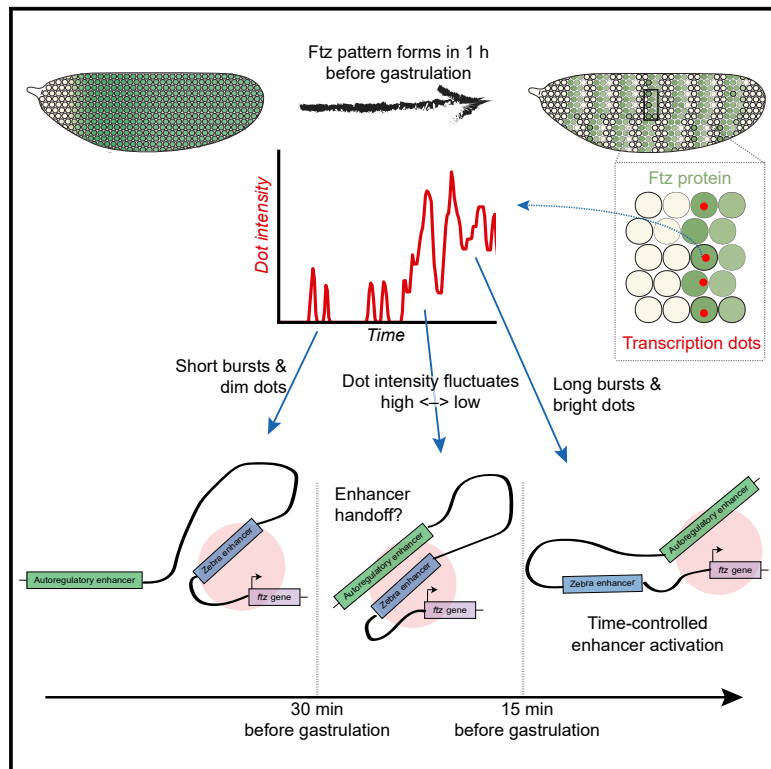 Ftz pattern forms in 1 h
before gastrulation
Ftz protein
Transcription dots
Dot intensity
Time
Short bursts &
dim dots
Dot intensity fluctuates
high <--> low
Long bursts &
bright dots
Autoregulatory enhancer
Zebra enhancer
ftz gene
Enhancer
handoff?
Autoregulatory enhancer
Zebra enhancer
ftz gene
Autoregulatory enhancer
Zebra enhancer
ftz gene
Time-controlled
enhancer activation
30 min
before gastrulation
15 min
before gastrulation